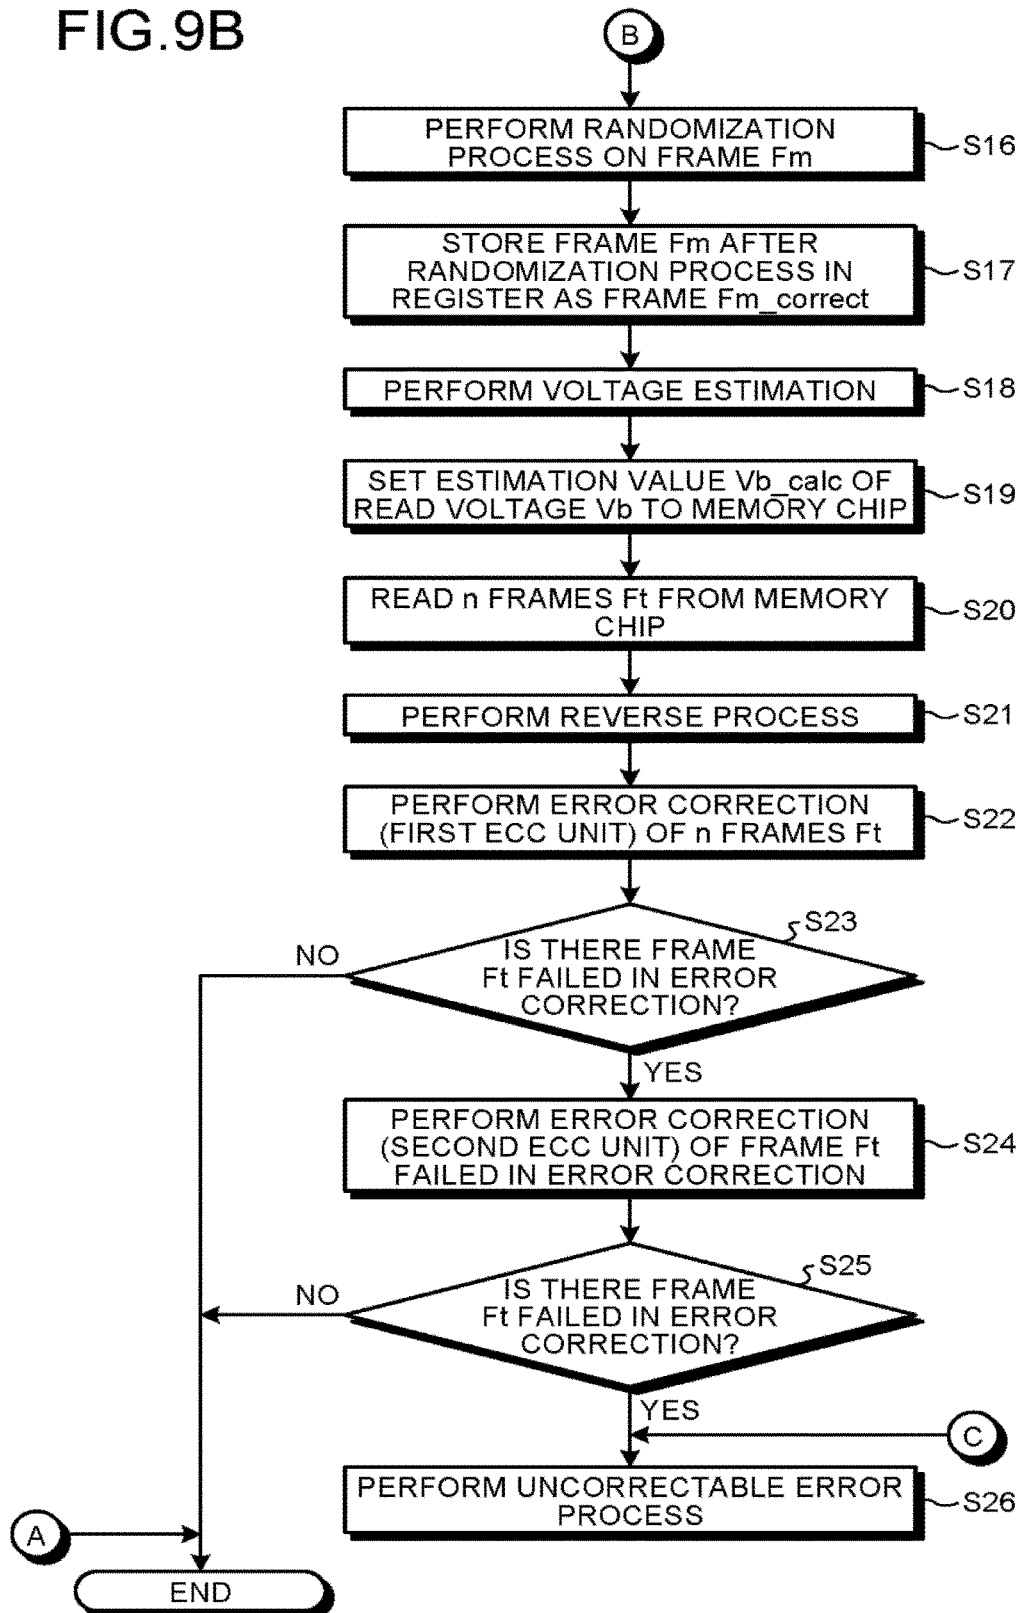 FIG.9B
B
PERFORM RANDOMIZATION
PROCESS ON FRAME Fm
S16
STORE FRAME Fm AFTER
RANDOMIZATION PROCESS IN
REGISTER AS FRAME Fm_correct
S17
PERFORM VOLTAGE ESTIMATION
S18
SET ESTIMATION VALUE Vb_calc OF
READ VOLTAGE Vb TO MEMORY CHIP
S19
READ n FRAMES Ft FROM MEMORY
CHIP
S20
PERFORM REVERSE PROCESS
S21
PERFORM ERROR CORRECTION
(FIRST ECC UNIT) OF n FRAMES Ft
S22
S23
NO
IS THERE FRAME
Ft FAILED IN ERROR
CORRECTION?
YES
PERFORM ERROR CORRECTION
(SECOND ECC UNIT) OF FRAME Ft
FAILED IN ERROR CORRECTION
S24
S25
NO
IS THERE FRAME
Ft FAILED IN ERROR
CORRECTION?
YES
C
PERFORM UNCORRECTABLE ERROR
PROCESS
S26
A
END